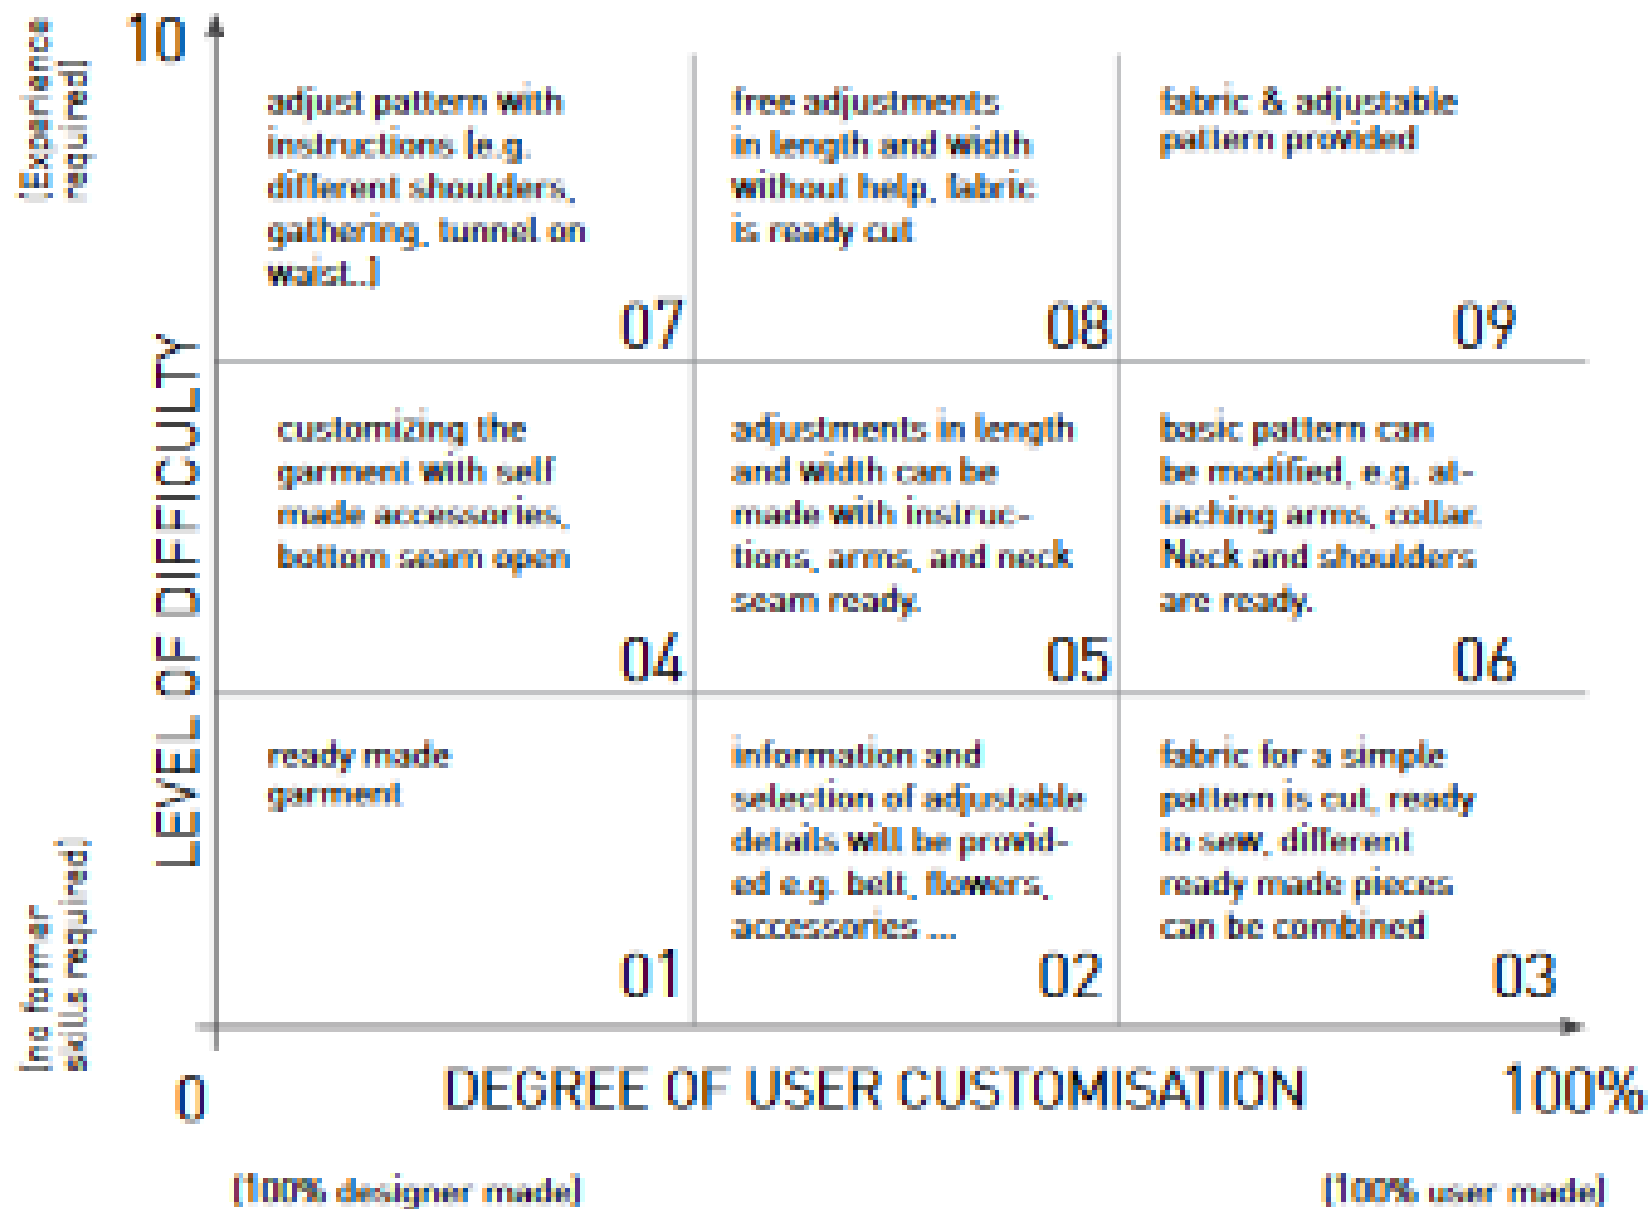 (Experience
required)
10
adjust pattern with
instructions (e.g.
different shoulders,
gathering, tunnel on
waist..)
07
free adjustments
in length and width
without help, fabric
is ready cut
08
fabric & adjustable
pattern provided
09
LEVEL OF DIFFICULTY
customizing the
garment with self
made accessories,
bottom seam open
04
adjustments in length
and width can be
made with instruc-
tions, arms, and neck
seam ready.
05
basic pattern can
be modified, e.g. at-
taching arms, collar.
Neck and shoulders
are ready.
06
(no former
skills required)
ready made
garment
01
information and
selection of adjustable
details will be provid-
ed e.g. belt, flowers,
accessories ...
02
fabric for a simple
pattern is cut, ready
to sew, different
ready made pieces
can be combined
03
0
DEGREE OF USER CUSTOMISATION
100%
(100% designer made)
(100% user made)